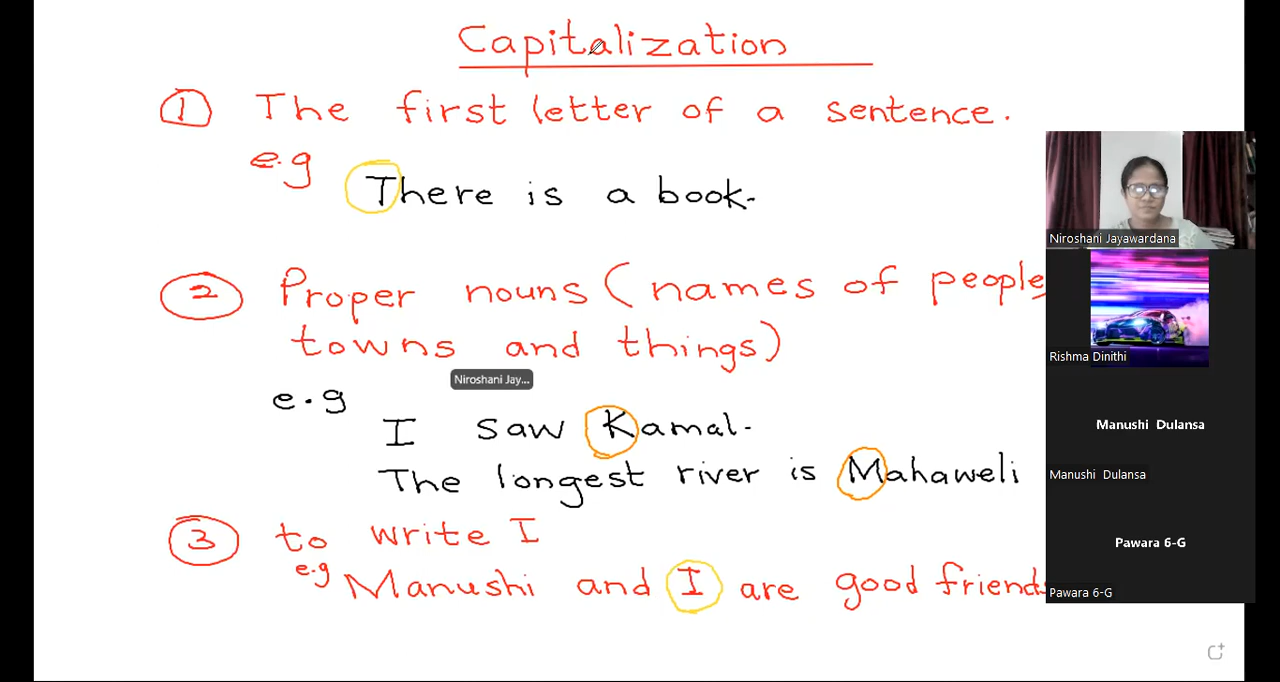 Capitalization
1 The first letter of a sentence.
e.g
There is a book.
2 Proper nouns (names of people
towns and things)
e.g
I saw Kamal.
The longest river is Mahaweli
3 to write I
e.g Manushi and I are good friends
Niroshani Jay...
Niroshani Jayawardana
Rishma Dinithi
Manushi Dulansa
Manushi Dulansa
Pawara 6-G
Pawara 6-G